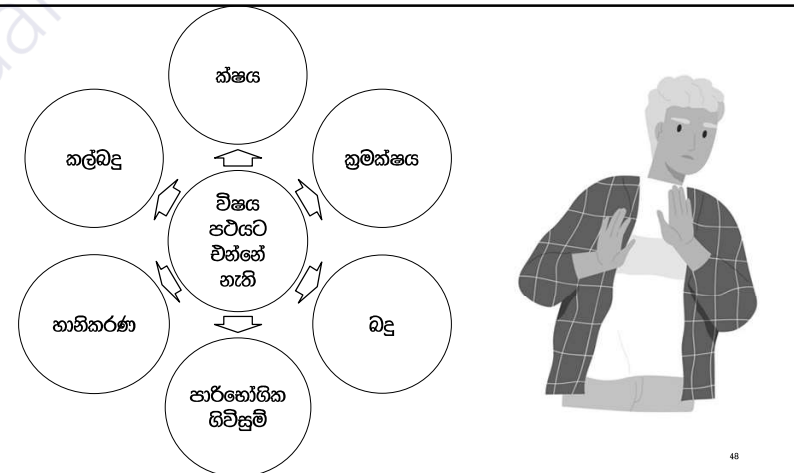 ක්ෂය
කල්බදු
ක්‍රමක්ෂය
විෂය
පථයට
එන්නේ
නැති
හානිකරණ
බදු
පාරිභෝගික
ගිවිසුම්
48